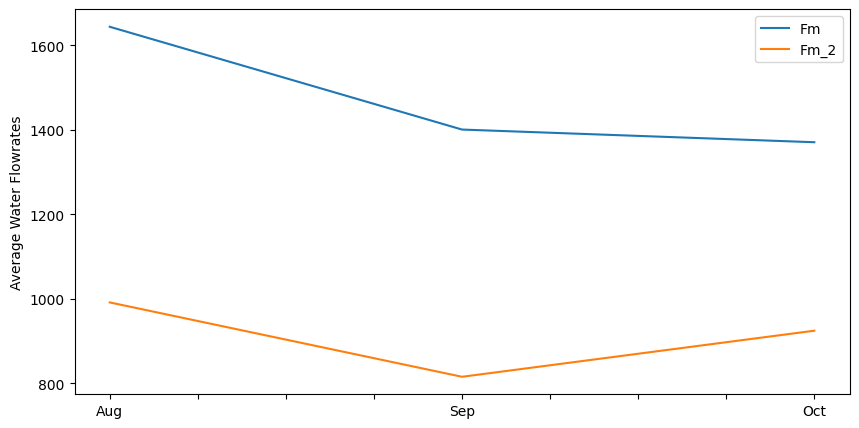 Fm
Fm_2
Average Water Flowrates
1600
1400
1200
1000
800
Aug
Sep
Oct